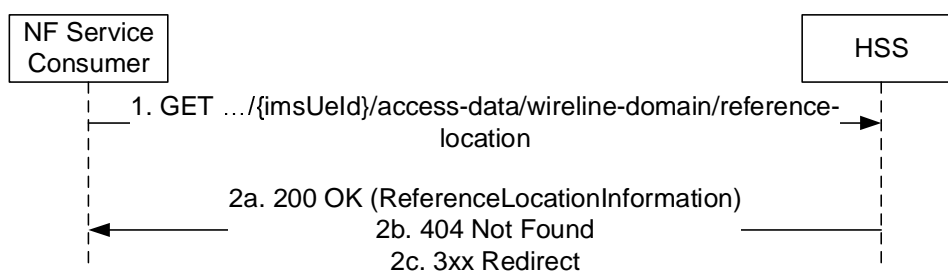 NF Service
Consumer
HSS
1. GET …/{imsUeId}/access-data/wireline-domain/reference-
location
2a. 200 OK (ReferenceLocationInformation)
2b. 404 Not Found
2c. 3xx Redirect